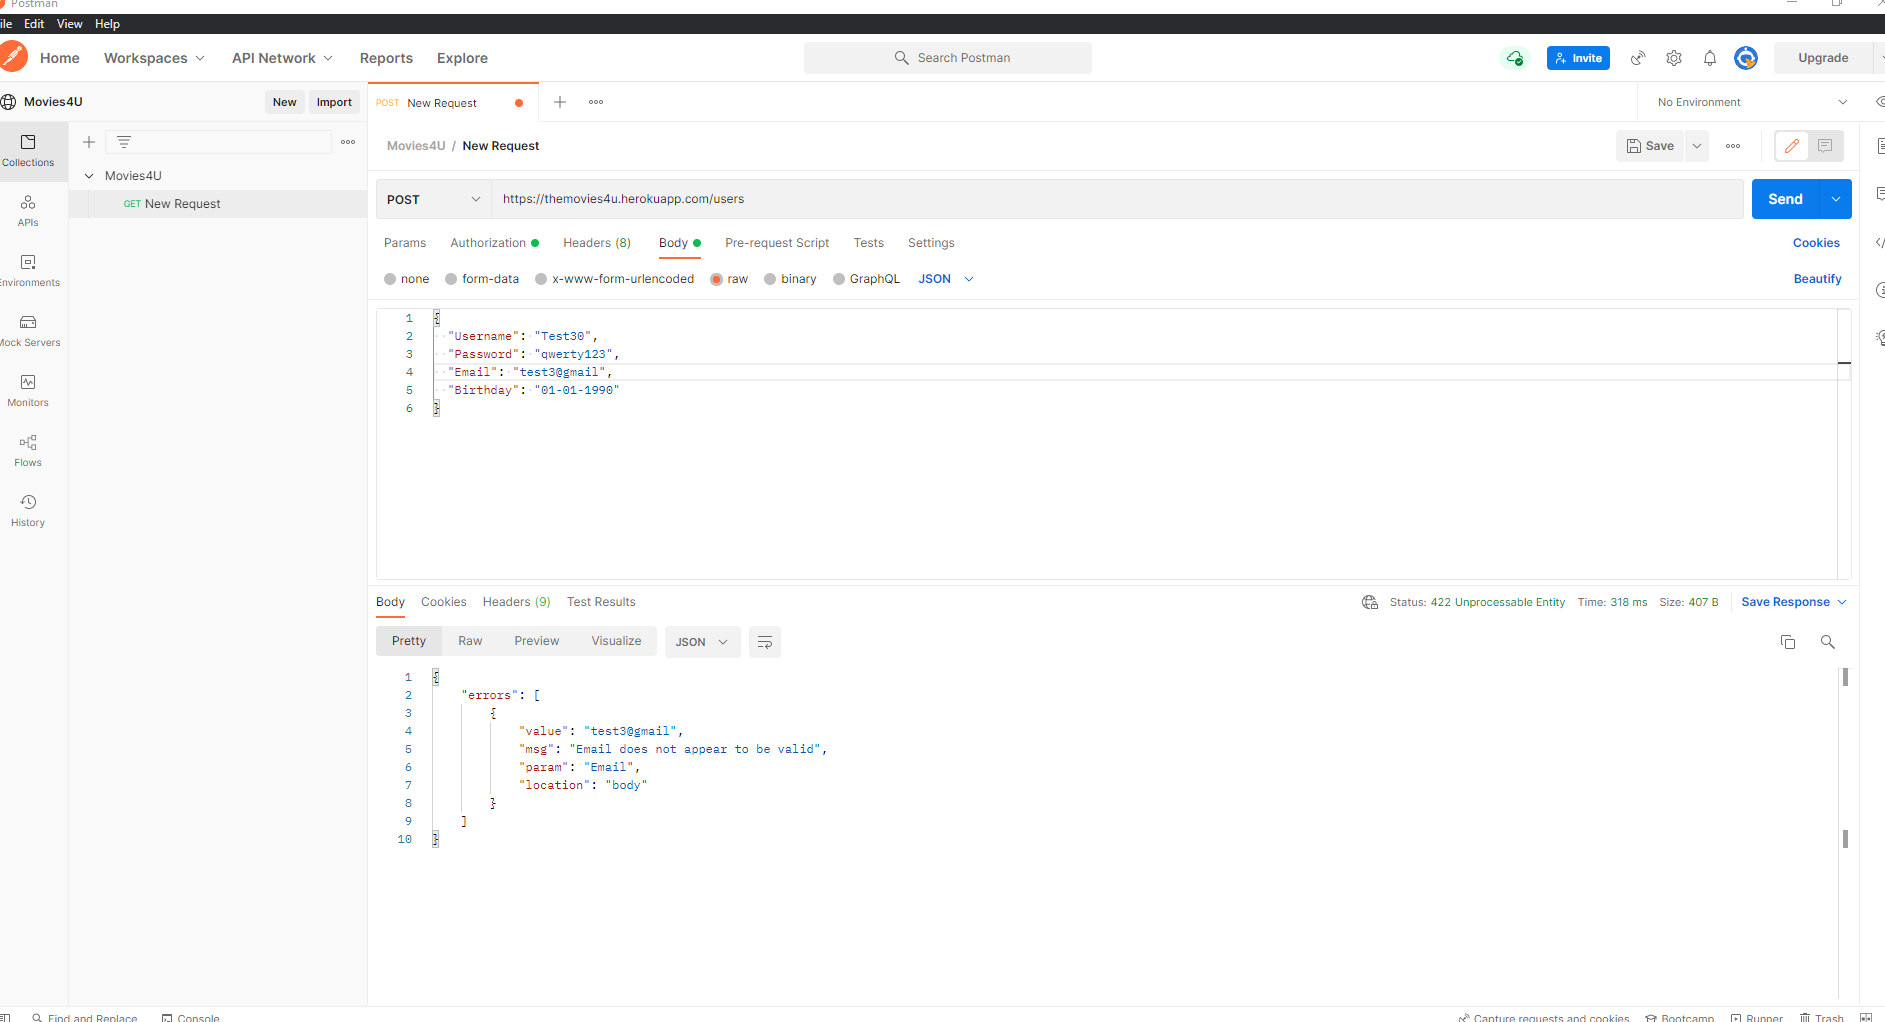 Postman
ile Edit View Help
Home Workspaces API Network Reports Explore
Search Postman
Invite
Upgrade
Movies4U
New Import
POST New Request
No Environment
Movies4U / New Request
Save
Collections
Movies4U
GET New Request
APIs
Environments
Mock Servers
Monitors
Flows
History
POST https://themovies4u.herokuapp.com/users
Send
Params Authorization Headers (8) Body Pre-request Script Tests Settings
Cookies
none form-data x-www-form-urlencoded raw binary GraphQL JSON
Beautify
1 {
2 "Username": "Test30",
3 "Password": "qwerty123",
4 "Email": "test3@gmail",
5 "Birthday": "01-01-1990"
6 }
Body Cookies Headers (9) Test Results
Status: 422 Unprocessable Entity Time: 318 ms Size: 407 B Save Response
Pretty Raw Preview Visualize JSON
1 {
2 "errors": [
3 {
4 "value": "test3@gmail",
5 "msg": "Email does not appear to be valid",
6 "param": "Email",
7 "location": "body"
8 }
9 ]
10 }
Find and Replace Console
Capture requests and cookies Bootcamp Runner Trash